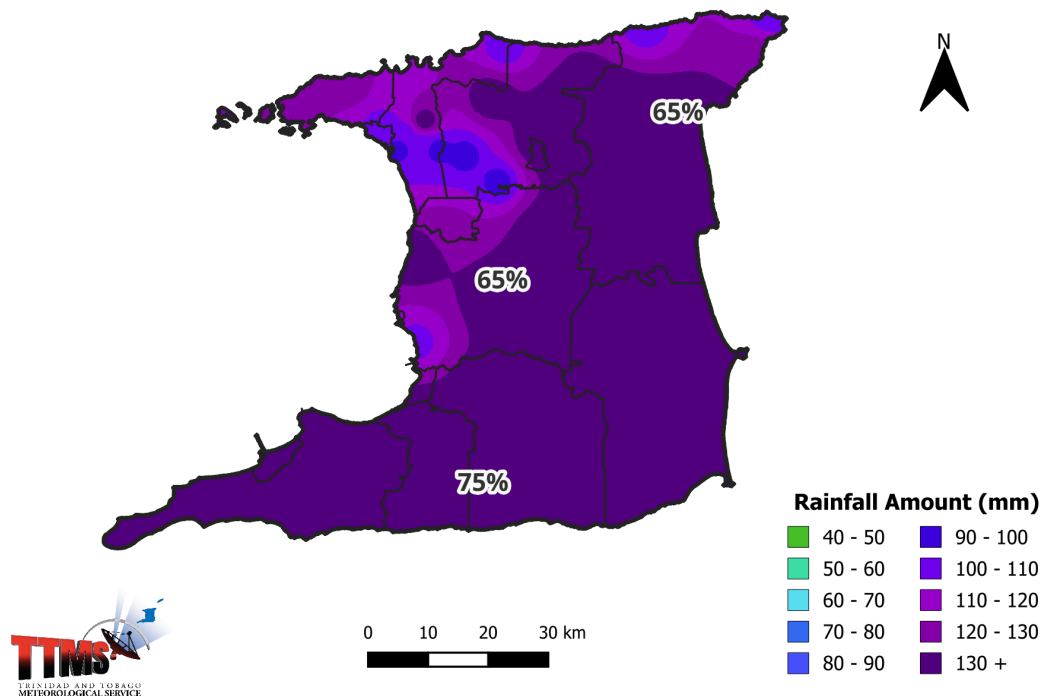 N
65%
65%
75%
Rainfall Amount (mm)
40 - 50
50 - 60
60 - 70
70 - 80
80 - 90
90 - 100
100 - 110
110 - 120
120 - 130
130 +
0 10 20 30 km
TTMS
TRINIDAD AND TOBAGO
METEOROLOGICAL SERVICE